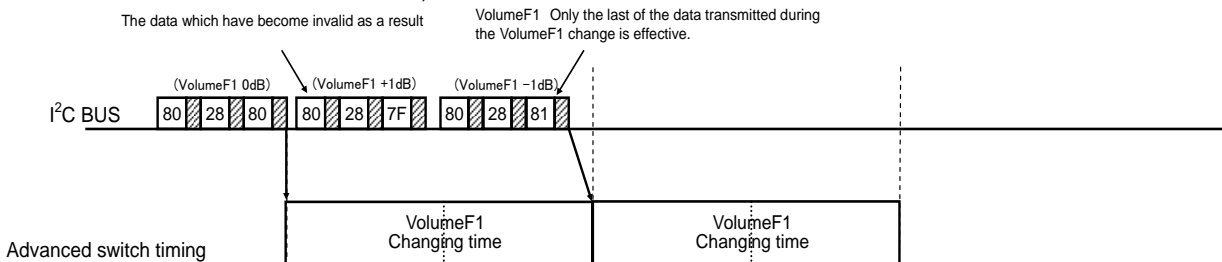 The data which have become invalid as a result
VolumeF1 Only the last of the data transmitted during
the VolumeF1 change is effective.
(VolumeF1 0dB) (VolumeF1 +1dB) (VolumeF1 −1dB)
I²C BUS 80 28 80 80 28 7F 80 28 81
VolumeF1 VolumeF1
Changing time Changing time
Advanced switch timing